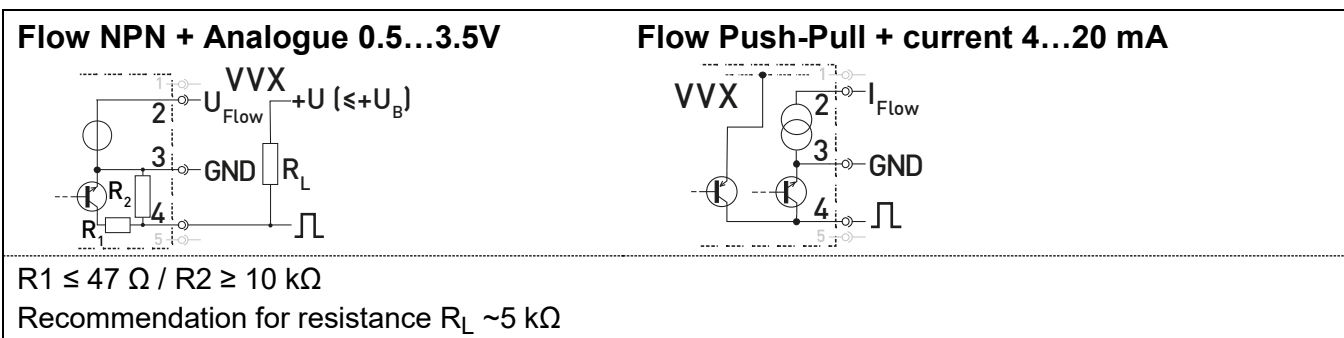 Flow NPN + Analogue 0.5…3.5V
1
VVX
2
U Flow
+U (≤+U B)
3
GND
R L
R 2
4
R 1
5
Flow Push-Pull + current 4…20 mA
1
VVX
2
I Flow
3
GND
4
5
R1 ≤ 47 Ω / R2 ≥ 10 kΩ
Recommendation for resistance R L ~5 kΩ